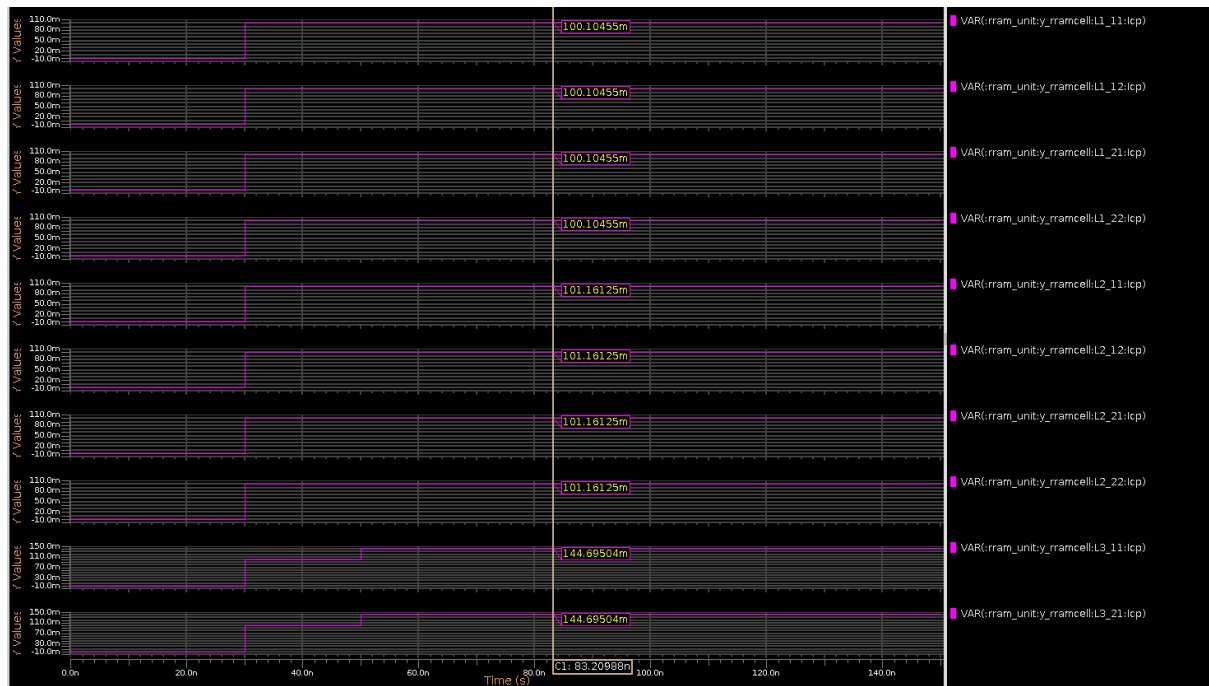 Y Values 110.0m 80.0m 50.0m 20.0m -10.0m 100.10455m VAR(:rram_unit:y_rramcell:L1_11:Icp)
Y Values 110.0m 80.0m 50.0m 20.0m -10.0m 100.10455m VAR(:rram_unit:y_rramcell:L1_12:Icp)
Y Values 110.0m 80.0m 50.0m 20.0m -10.0m 100.10455m VAR(:rram_unit:y_rramcell:L1_21:Icp)
Y Values 110.0m 80.0m 50.0m 20.0m -10.0m 100.10455m VAR(:rram_unit:y_rramcell:L1_22:Icp)
Y Values 110.0m 80.0m 50.0m 20.0m -10.0m 101.16125m VAR(:rram_unit:y_rramcell:L2_11:Icp)
Y Values 110.0m 80.0m 50.0m 20.0m -10.0m 101.16125m VAR(:rram_unit:y_rramcell:L2_12:Icp)
Y Values 110.0m 80.0m 50.0m 20.0m -10.0m 101.16125m VAR(:rram_unit:y_rramcell:L2_21:Icp)
Y Values 110.0m 80.0m 50.0m 20.0m -10.0m 101.16125m VAR(:rram_unit:y_rramcell:L2_22:Icp)
Y Values 150.0m 110.0m 70.0m 30.0m -10.0m 144.69504m VAR(:rram_unit:y_rramcell:L3_11:Icp)
Y Values 150.0m 110.0m 70.0m 30.0m -10.0m 144.69504m VAR(:rram_unit:y_rramcell:L3_21:Icp)
C1: 83.20988n
0.0n 20.0n 40.0n 60.0n 80.0n 100.0n 120.0n 140.0n
Time (s)